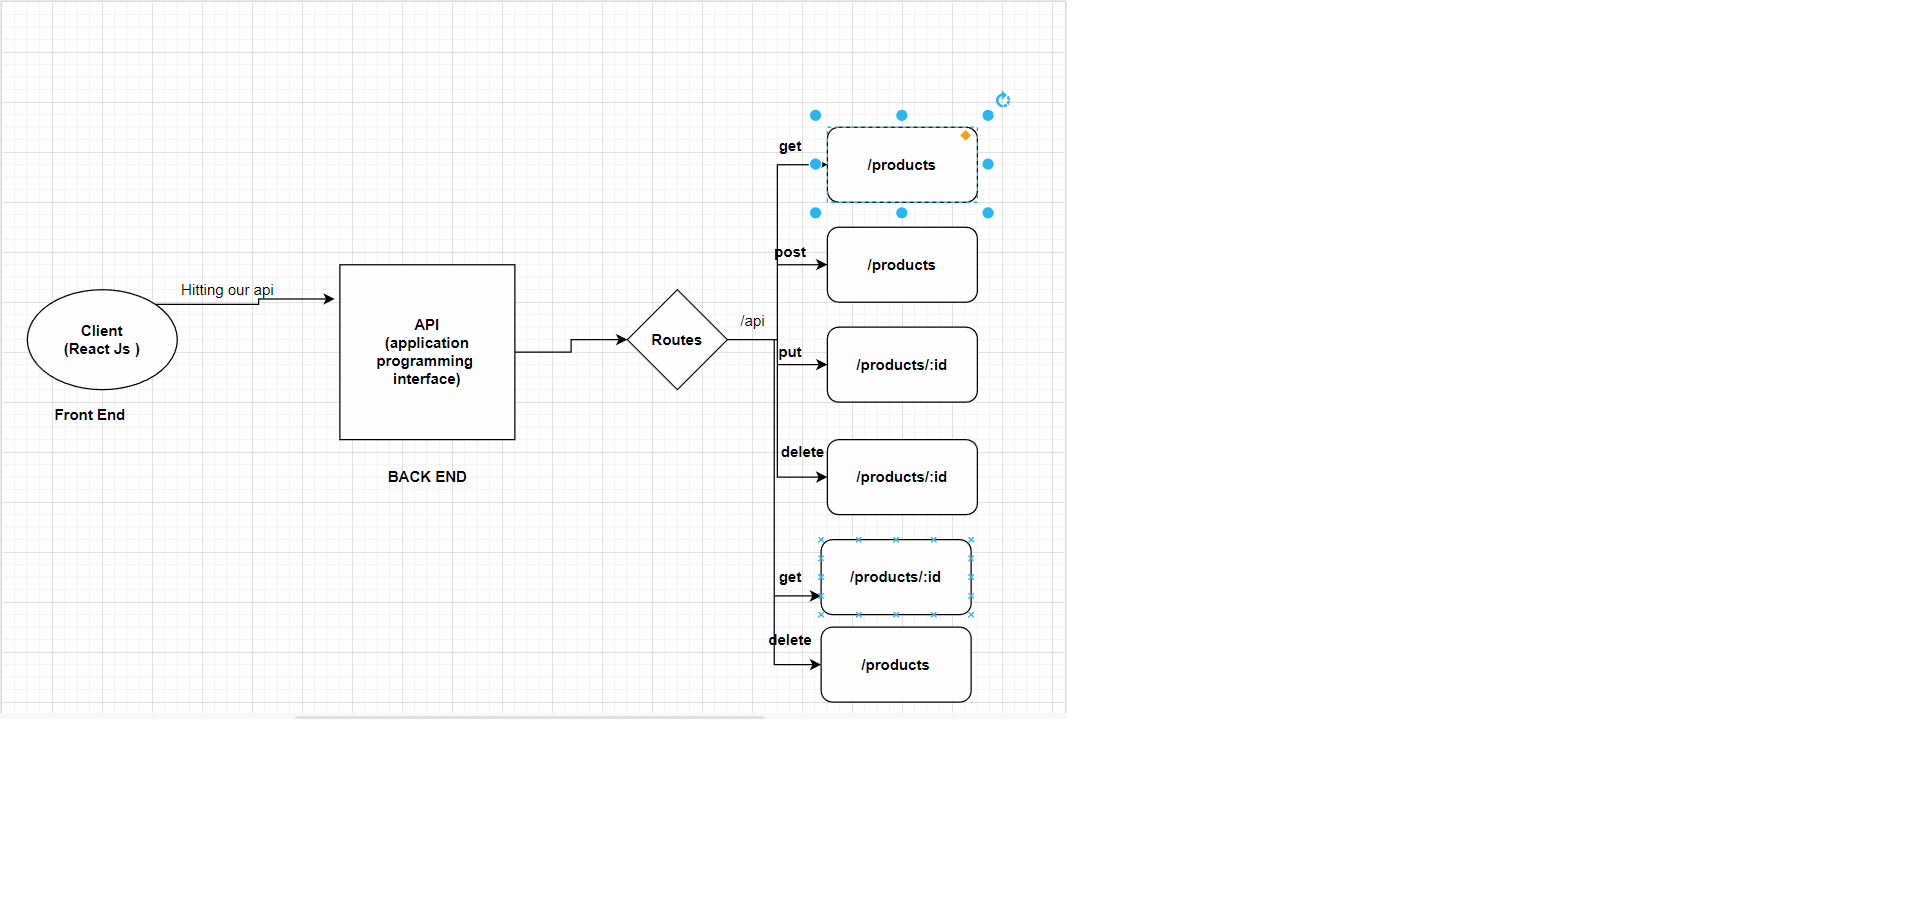 get
/products
post
/products
Hitting our api
Client
(React Js )
Front End
API
(application
programming
interface)
BACK END
Routes
/api
put
/products/:id
delete
/products/:id
get
/products/:id
delete
/products